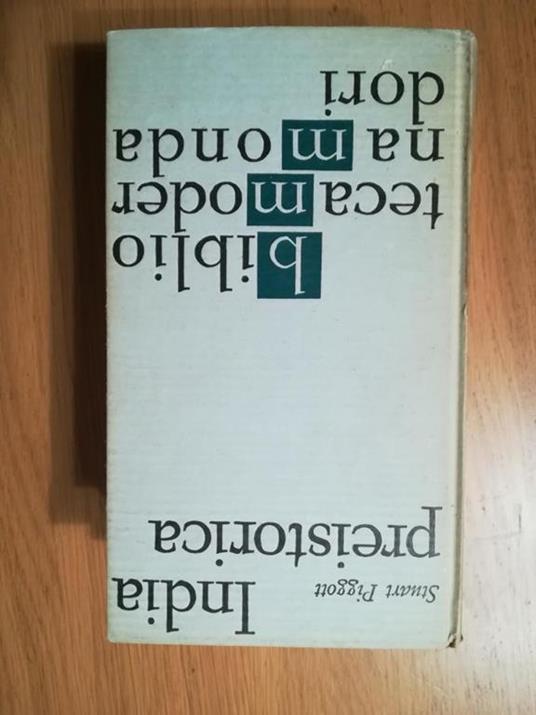 Stuart Piggott
India
preistorica
biblio
teca moder
na monda
dori